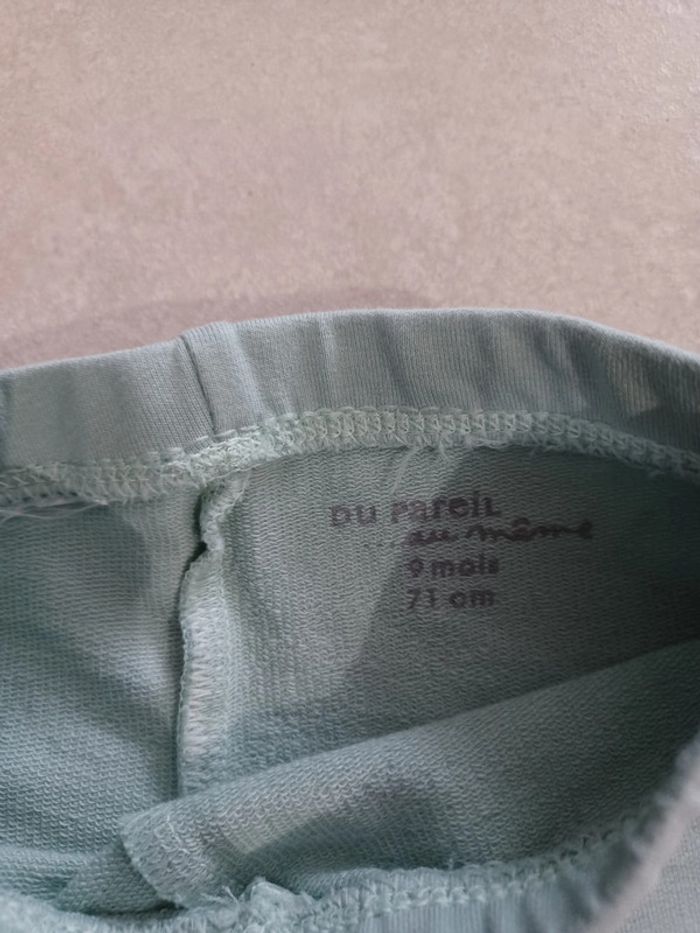 DU PAREIL
...au même
9 mois
71 cm